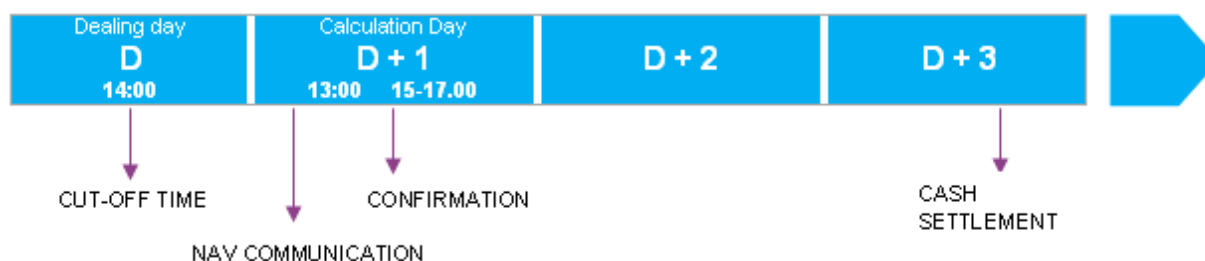 Dealing day
D
14:00
Calculation Day
D + 1
13:00 15-17.00
D + 2
D + 3
CUT-OFF TIME
CONFIRMATION
NAV COMMUNICATION
CASH
SETTLEMENT